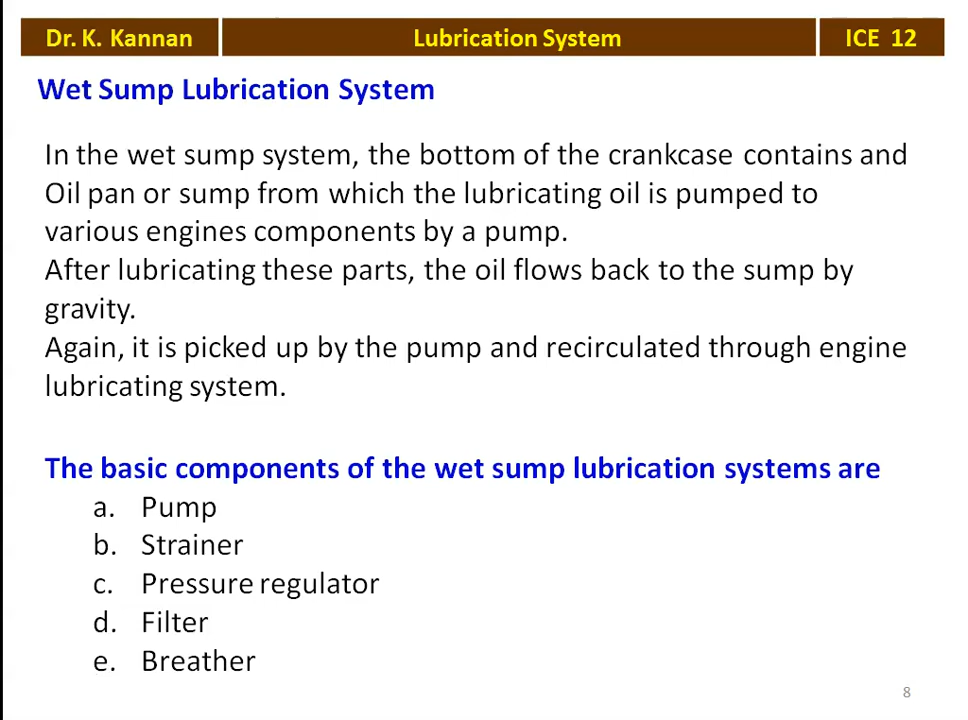 Dr. K. Kannan
Lubrication System
ICE 12
Wet Sump Lubrication System
In the wet sump system, the bottom of the crankcase contains and
Oil pan or sump from which the lubricating oil is pumped to
various engines components by a pump.
After lubricating these parts, the oil flows back to the sump by
gravity.
Again, it is picked up by the pump and recirculated through engine
lubricating system.
The basic components of the wet sump lubrication systems are
a. Pump
b. Strainer
c. Pressure regulator
d. Filter
e. Breather
8